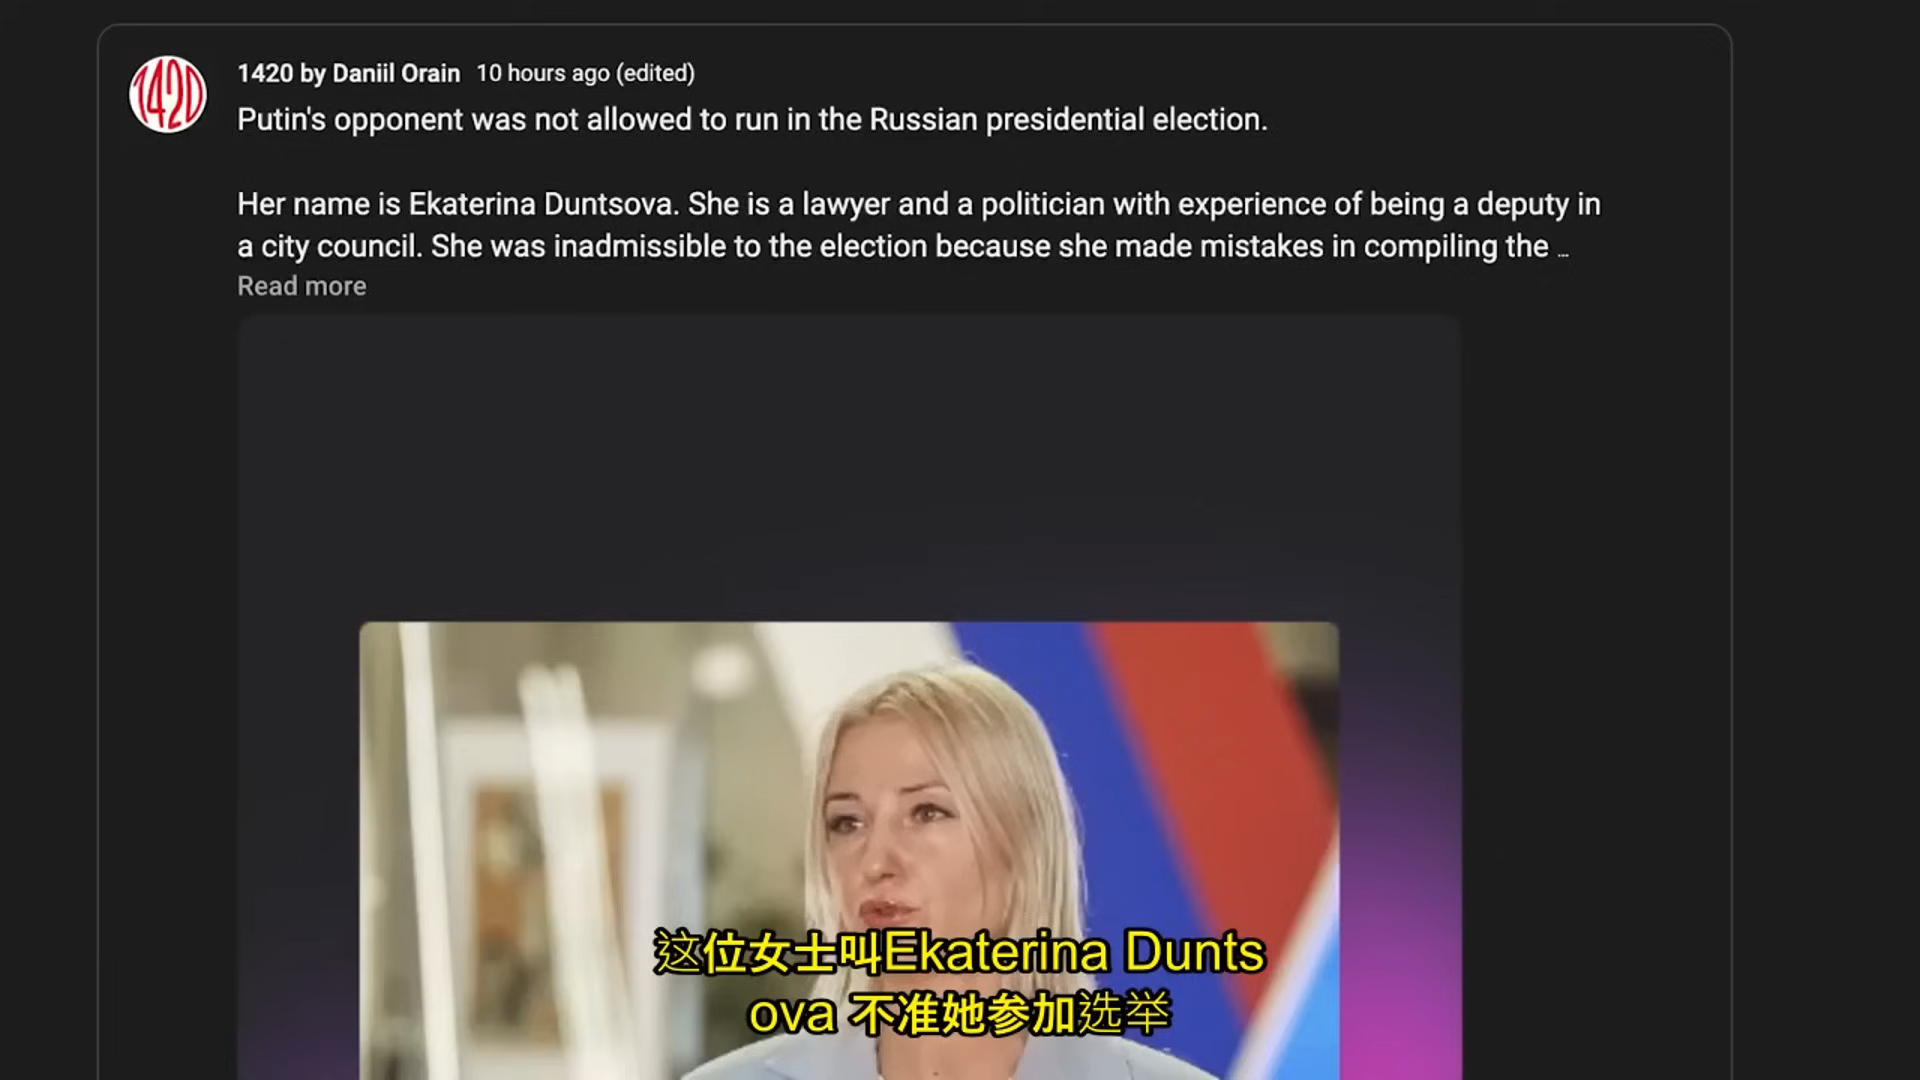 1420
1420 by Daniil Orain 10 hours ago (edited)
Putin's opponent was not allowed to run in the Russian presidential election.
Her name is Ekaterina Duntsova. She is a lawyer and a politician with experience of being a deputy in
a city council. She was inadmissible to the election because she made mistakes in compiling the ...
Read more
这位女士叫Ekaterina Dunts
ova 不准她参加选举